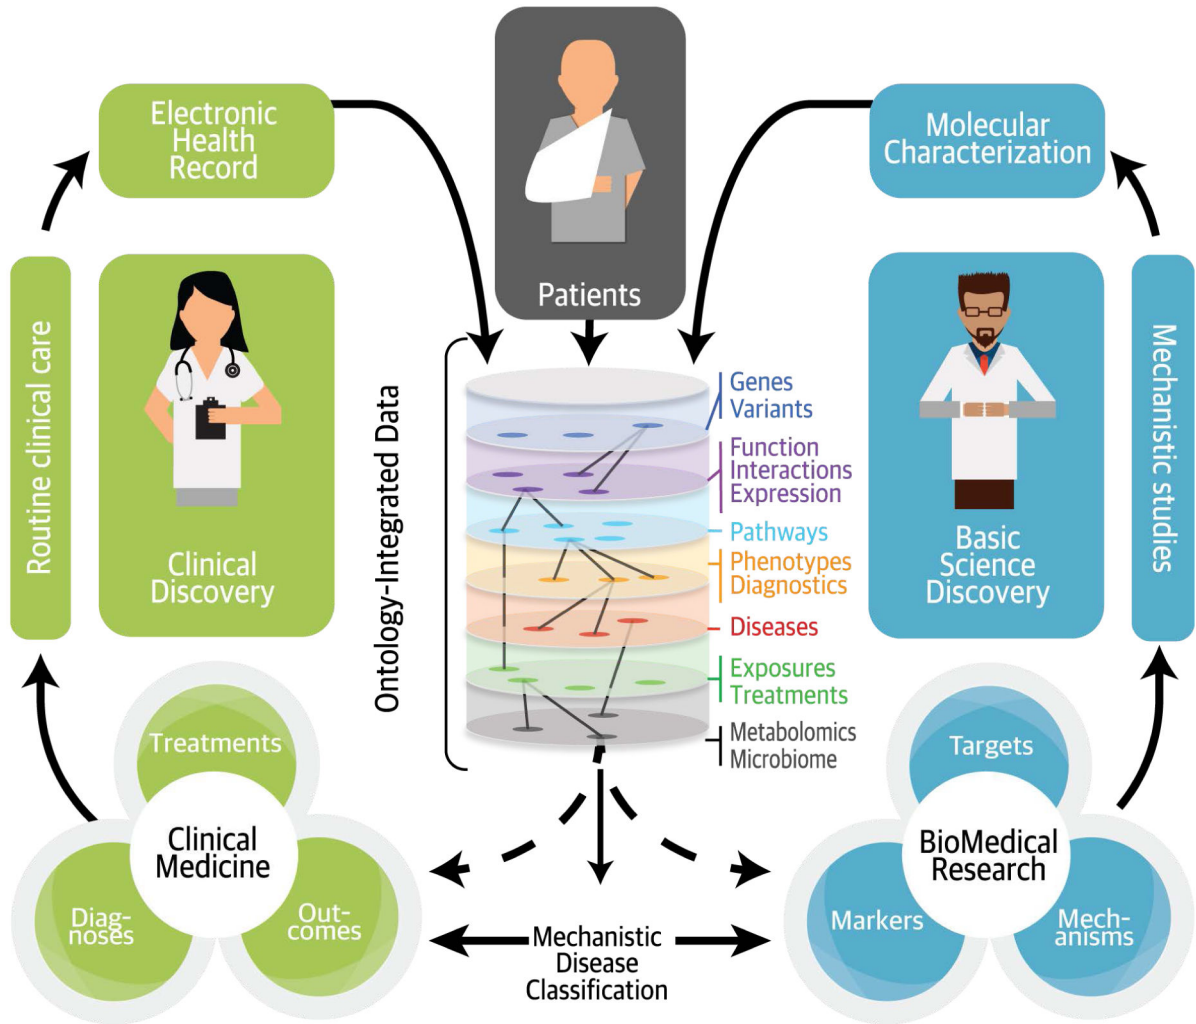 Electronic
Health
Record
Patients
Molecular
Characterization
Routine clinical care
Clinical
Discovery
Ontology-Integrated Data
Genes
Variants
Function
Interactions
Expression
Pathways
Phenotypes
Diagnostics
Diseases
Exposures
Treatments
Metabolomics
Microbiome
Basic
Science
Discovery
Mechanistic studies
Treatments
Clinical
Medicine
Diag-
noses
Out-
comes
Mechanistic
Disease
Classification
Targets
BioMedical
Research
Markers
Mech-
anisms